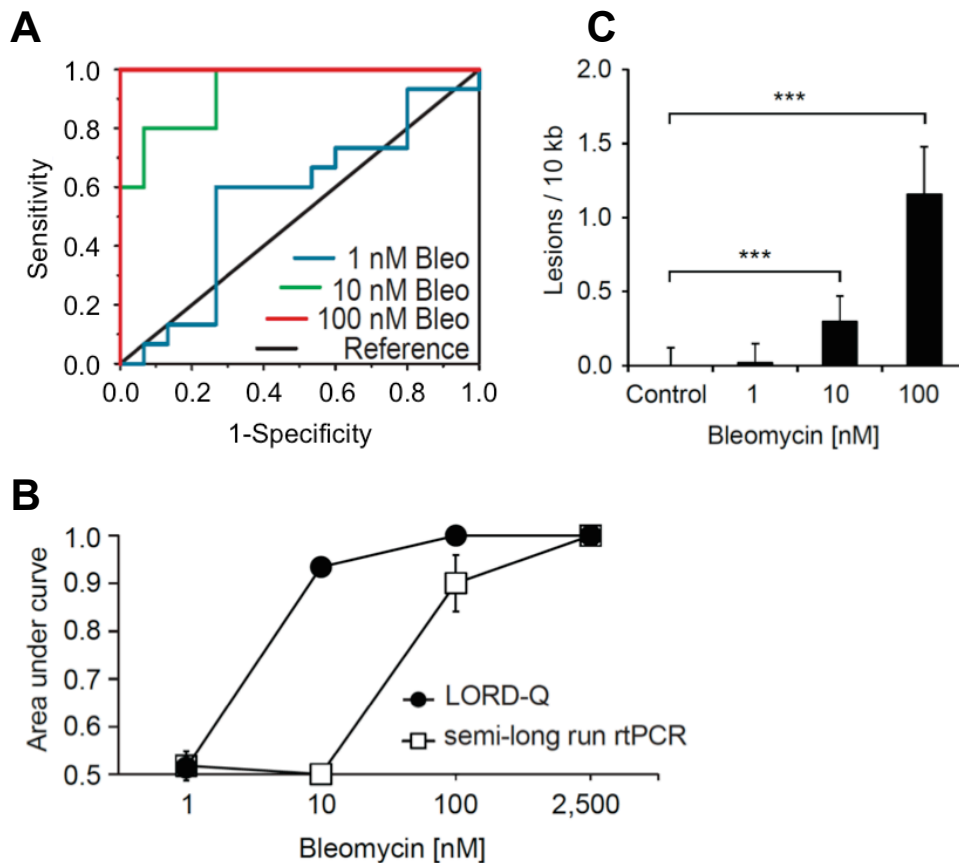 A
1.0
0.8
0.6
0.4
0.2
0.0
Sensitivity
1 nM Bleo
10 nM Bleo
100 nM Bleo
Reference
0.0 0.2 0.4 0.6 0.8 1.0
1-Specificity
C
2.0
1.5
1.0
0.5
0.0
Lesions / 10 kb
***
***
Control 1 10 100
Bleomycin [nM]
B
1.0
0.9
0.8
0.7
0.6
0.5
Area under curve
LORD-Q
semi-long run rtPCR
1 10 100 2,500
Bleomycin [nM]